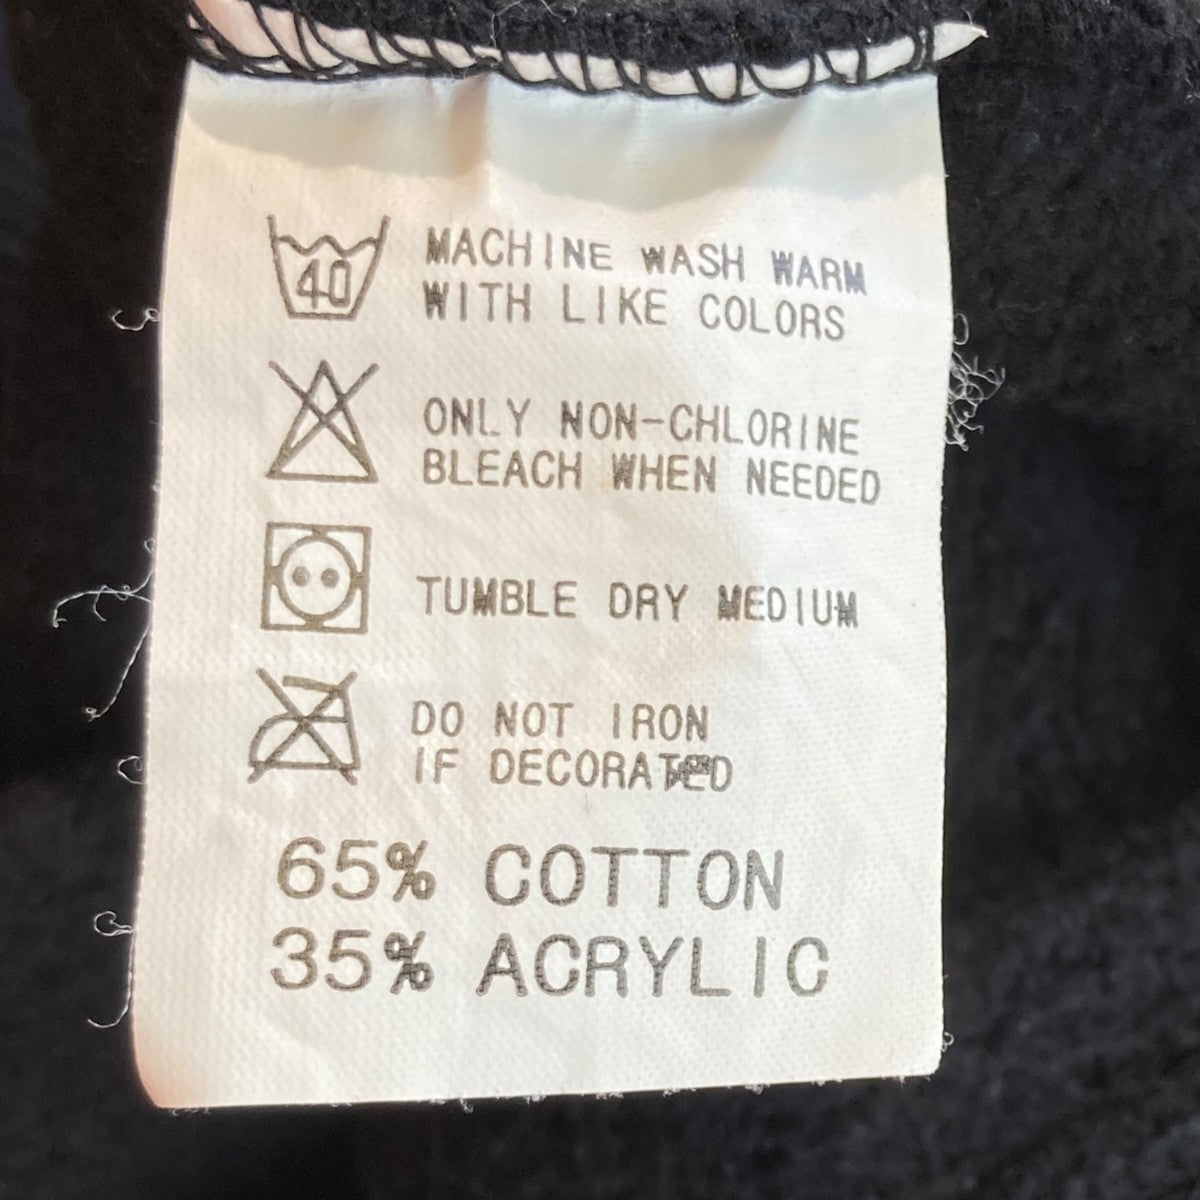 40
MACHINE WASH WARM
WITH LIKE COLORS
ONLY NON-CHLORINE
BLEACH WHEN NEEDED
TUMBLE DRY MEDIUM
DO NOT IRON
IF DECORATED
65% COTTON
35% ACRYLIC